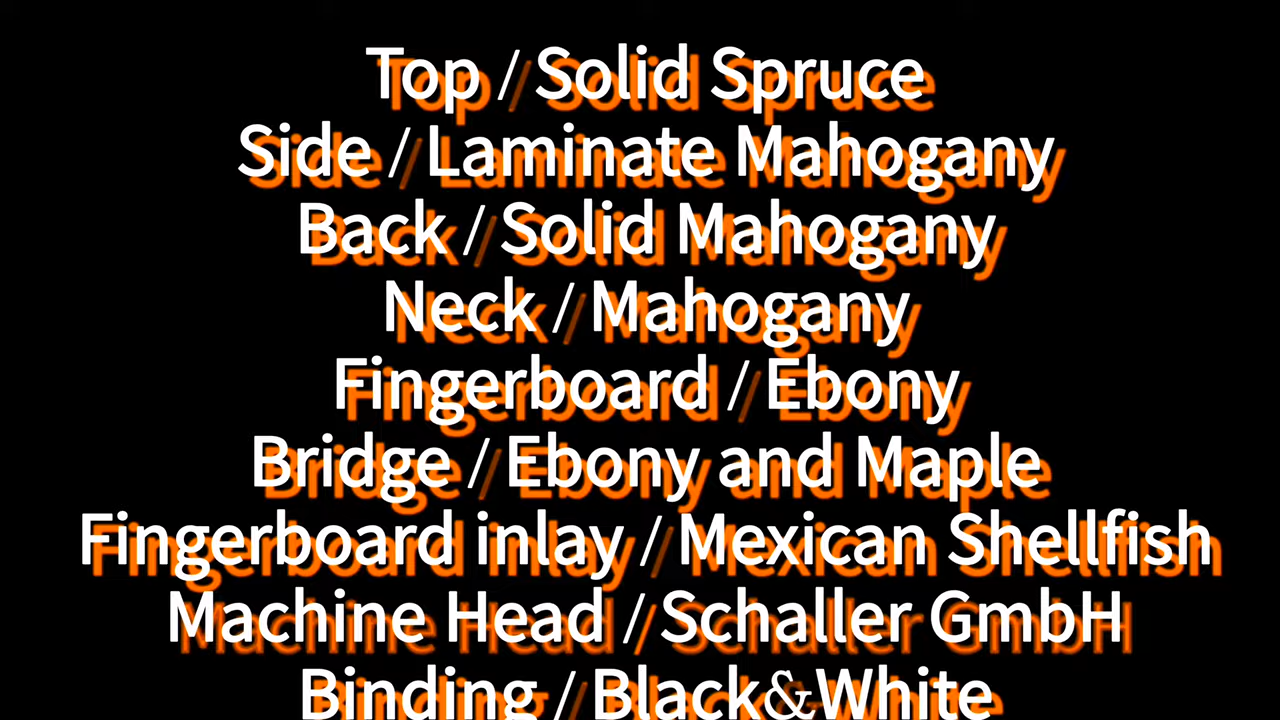 Top / Solid Spruce
Side / Laminate Mahogany
Back / Solid Mahogany
Neck / Mahogany
Fingerboard / Ebony
Bridge / Ebony and Maple
Fingerboard inlay / Mexican Shellfish
Machine Head / Schaller GmbH
Binding / Black&White